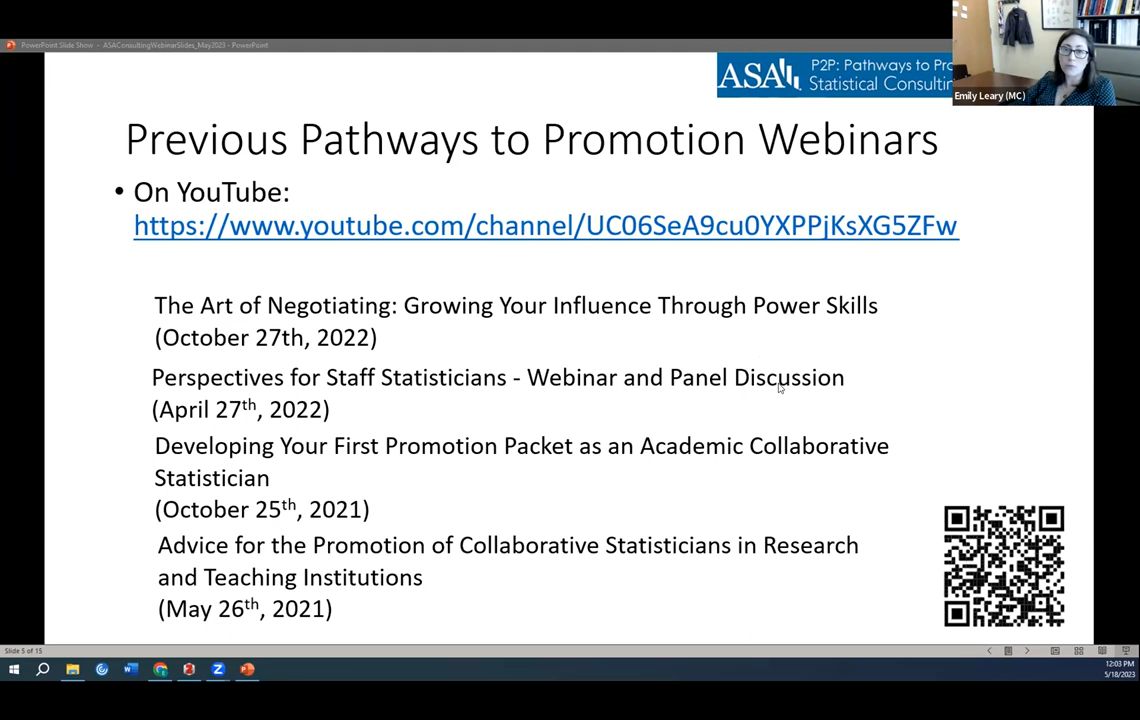 PowerPoint Slide Show - ASAConsultingWebinarSlides_May2023 - PowerPoint
ASA
P2P: Pathways to Pro
Statistical Consultin
Emily Leary (MC)
Previous Pathways to Promotion Webinars
• On YouTube:
https://www.youtube.com/channel/UC06SeA9cu0YXPPjKsXG5ZFw
The Art of Negotiating: Growing Your Influence Through Power Skills
(October 27th, 2022)
Perspectives for Staff Statisticians - Webinar and Panel Discussion
(April 27th, 2022)
Developing Your First Promotion Packet as an Academic Collaborative
Statistician
(October 25th, 2021)
Advice for the Promotion of Collaborative Statisticians in Research
and Teaching Institutions
(May 26th, 2021)
Slide 5 of 15
12:03 PM
5/18/2023